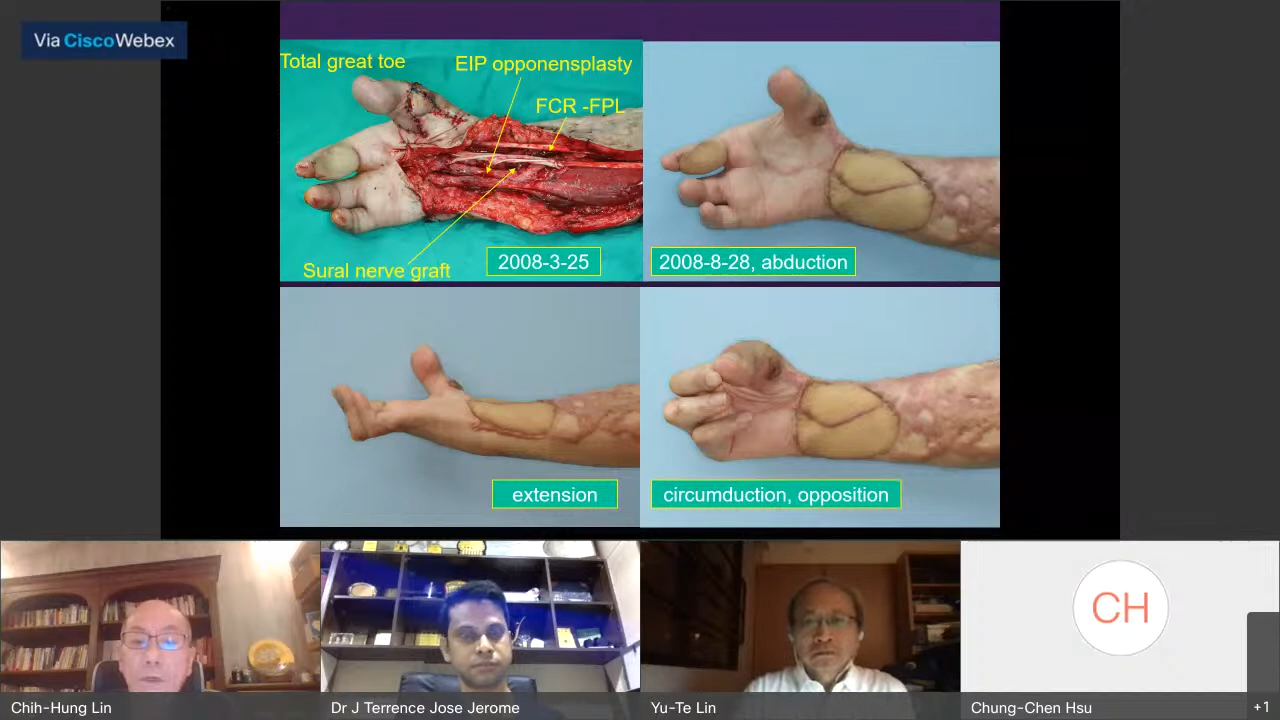 Via CiscoWebex
Total great toe
EIP opponensplasty
FCR -FPL
Sural nerve graft
2008-3-25
2008-8-28, abduction
extension
circumduction, opposition
CH
Chih-Hung Lin
Dr J Terrence Jose Jerome
Yu-Te Lin
Chung-Chen Hsu
+1